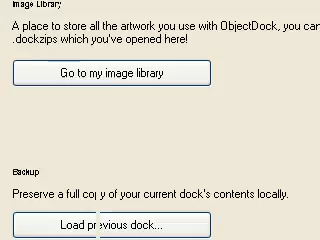 Image Library
A place to store all the artwork you use with ObjectDock, you can
.dockzips which you've opened here!
Go to my image library
Backup
Preserve a full copy of your current dock's contents locally.
Load previous dock...